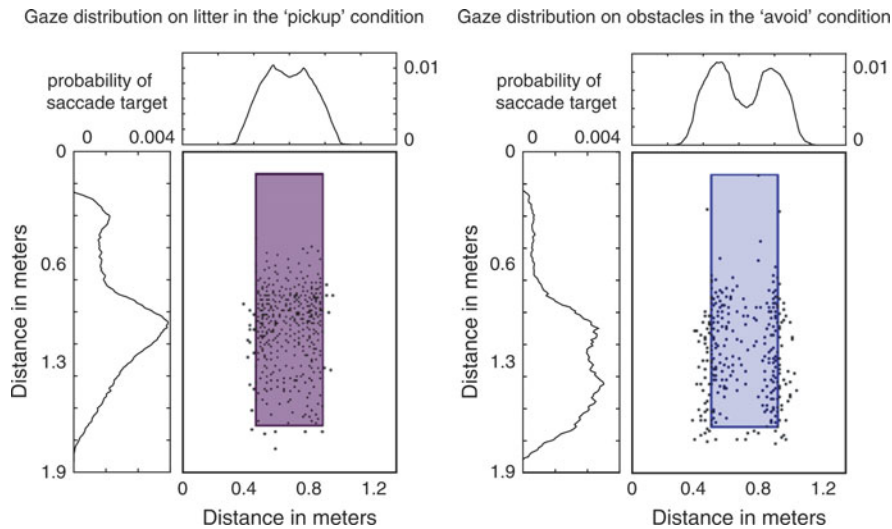 Gaze distribution on litter in the ‘pickup’ condition
probability of
saccade target
0 0.004
0.01
0
0
0.6
1.3
1.9
Distance in meters
0 0.4 0.8 1.2
Distance in meters
Gaze distribution on obstacles in the ‘avoid’ condition
probability of
saccade target
0 0.004
0.01
0
0
0.6
1.3
1.9
Distance in meters
0 0.4 0.8 1.2
Distance in meters